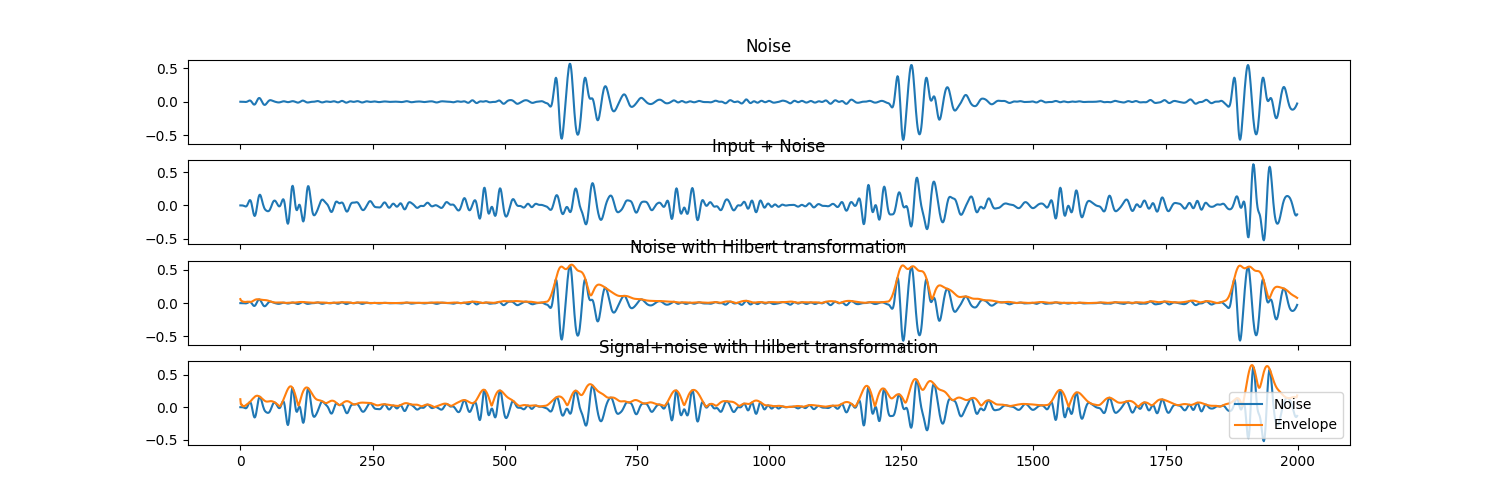 Noise
0.5
0.0
−0.5
Input + Noise
0.5
0.0
−0.5
Noise with Hilbert transformation
0.5
0.0
−0.5
Signal+noise with Hilbert transformation
0.5
0.0
−0.5
Noise
Envelope
0 250 500 750 1000 1250 1500 1750 2000